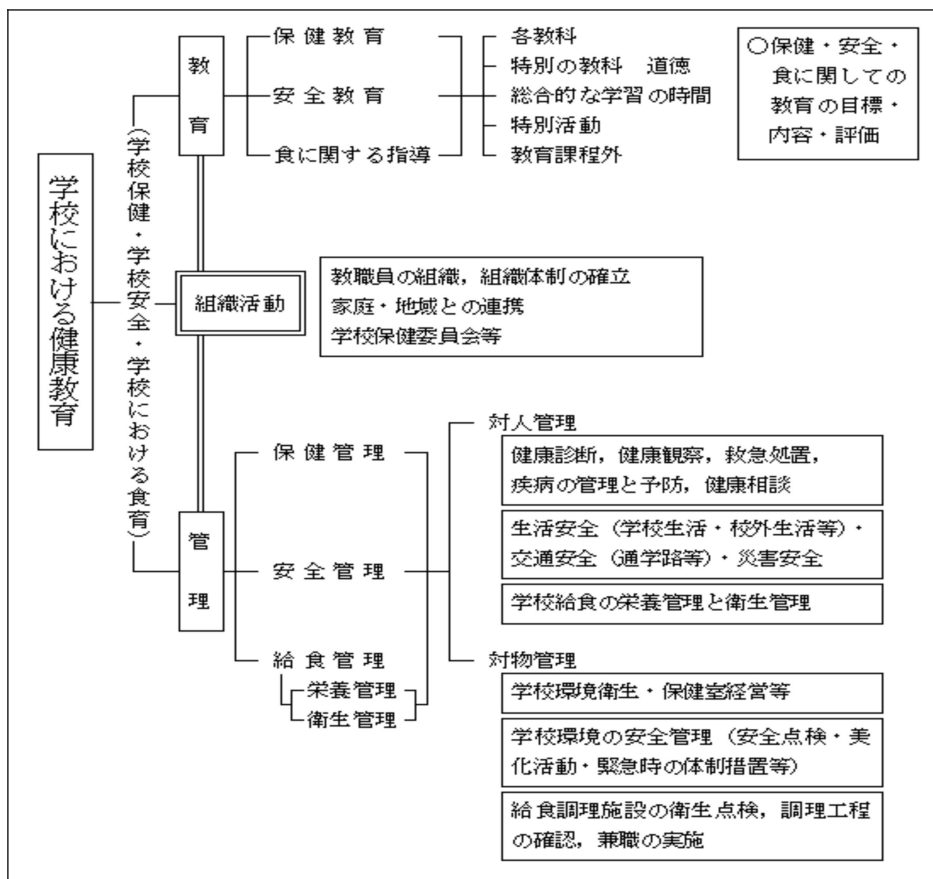 学校における健康教育
(学校保健・学校安全・学校における食育)
教育
保健教育
安全教育
食に関する指導
各教科
特別の教科　道徳
総合的な学習の時間
特別活動
教育課程外
○保健・安全・
食に関しての
教育の目標・
内容・評価
組織活動
教職員の組織，組織体制の確立
家庭・地域との連携
学校保健委員会等
管理
保健管理
安全管理
給食管理
栄養管理
衛生管理
対人管理
健康診断，健康観察，救急処置，
疾病の管理と予防，健康相談
生活安全（学校生活・校外生活等）・
交通安全（通学路等）・災害安全
学校給食の栄養管理と衛生管理
対物管理
学校環境衛生・保健室経営等
学校環境の安全管理（安全点検・美
化活動・緊急時の体制措置等）
給食調理施設の衛生点検，調理工程
の確認，兼職の実施